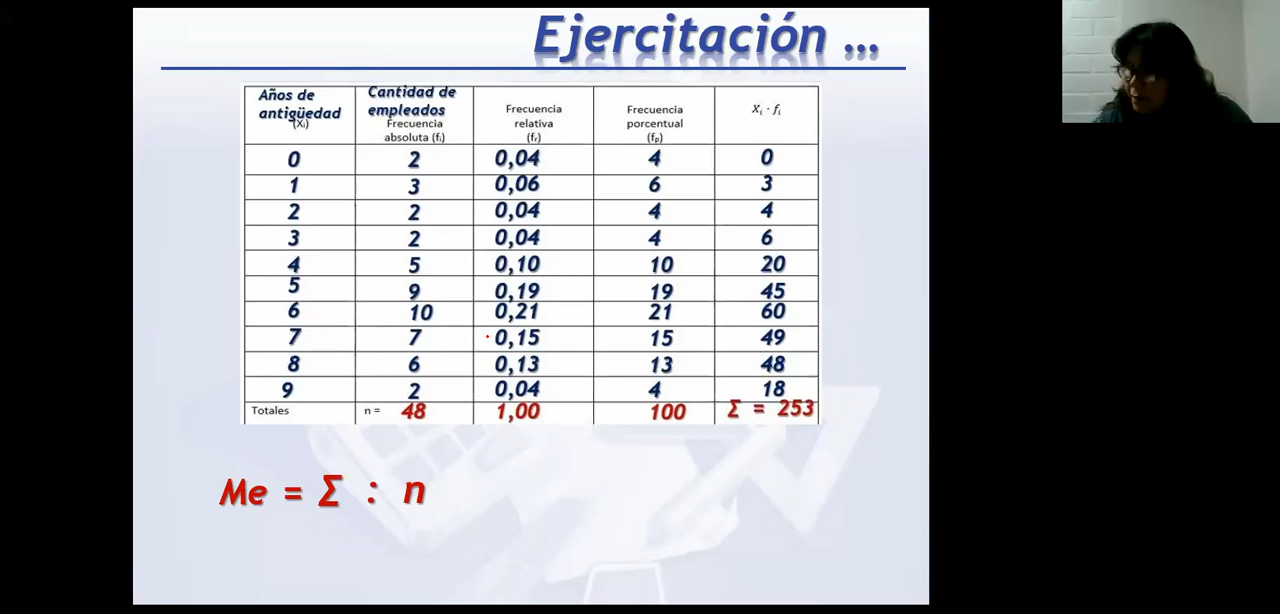 Ejercitación ...
Años de antigüedad (Xᵢ) Cantidad de empleados Frecuencia absoluta (fᵢ) Frecuencia relativa (fᵣ) Frecuencia porcentual (fₚ) Xᵢ · fᵢ
0 2 0,04 4 0
1 3 0,06 6 3
2 2 0,04 4 4
3 2 0,04 4 6
4 5 0,10 10 20
5 9 0,19 19 45
6 10 0,21 21 60
7 7 0,15 15 49
8 6 0,13 13 48
9 2 0,04 4 18
Totales n = 48 1,00 100 Σ = 253
Me = Σ : n